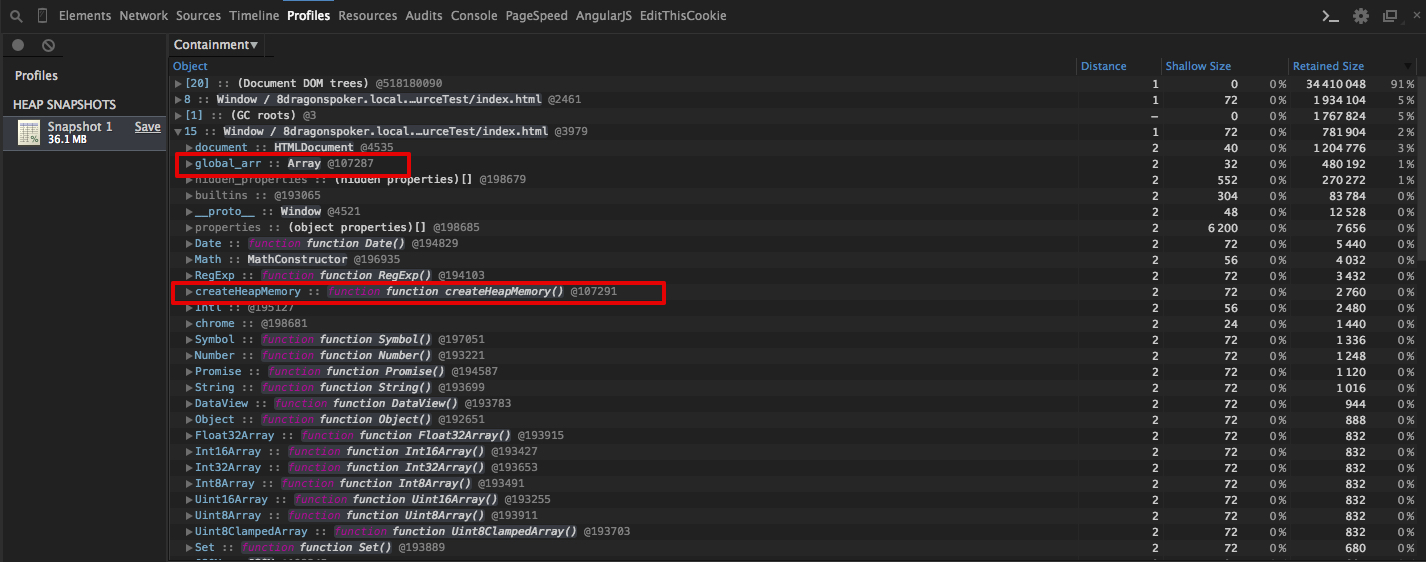 Elements Network Sources Timeline Profiles Resources Audits Console PageSpeed AngularJS EditThisCookie
Containment▼
Profiles
HEAP SNAPSHOTS
Snapshot 1 Save
36.1 MB
Object Distance Shallow Size Retained Size
[20] :: (Document DOM trees) @518180090 1 0 0% 34 410 048 91%
8 :: Window / 8dragonspoker.local.…urceTest/index.html @2461 1 72 0% 1 934 104 5%
[1] :: (GC roots) @3 – 0 0% 1 767 824 5%
15 :: Window / 8dragonspoker.local.…urceTest/index.html @3979 1 72 0% 781 904 2%
document :: HTMLDocument @4535 2 40 0% 1 204 776 3%
global_arr :: Array @107287 2 32 0% 480 192 1%
hidden_properties :: (hidden properties)[] @198679 2 552 0% 270 272 1%
builtins :: @193065 2 304 0% 83 784 0%
__proto__ :: Window @4521 2 48 0% 12 528 0%
properties :: (object properties)[] @198685 2 6 200 0% 7 656 0%
Date :: function function Date() @194829 2 72 0% 5 440 0%
Math :: MathConstructor @196935 2 56 0% 4 032 0%
RegExp :: function function RegExp() @194103 2 72 0% 3 432 0%
createHeapMemory :: function function createHeapMemory() @107291 2 72 0% 2 760 0%
Intl :: @195127 2 56 0% 2 480 0%
chrome :: @198681 2 24 0% 1 440 0%
Symbol :: function function Symbol() @197051 2 72 0% 1 336 0%
Number :: function function Number() @193221 2 72 0% 1 248 0%
Promise :: function function Promise() @194587 2 72 0% 1 120 0%
String :: function function String() @193699 2 72 0% 1 016 0%
DataView :: function function DataView() @193783 2 72 0% 944 0%
Object :: function function Object() @192651 2 72 0% 888 0%
Float32Array :: function function Float32Array() @193915 2 72 0% 832 0%
Int16Array :: function function Int16Array() @193427 2 72 0% 832 0%
Int32Array :: function function Int32Array() @193653 2 72 0% 832 0%
Int8Array :: function function Int8Array() @193491 2 72 0% 832 0%
Uint16Array :: function function Uint16Array() @193255 2 72 0% 832 0%
Uint8Array :: function function Uint8Array() @193911 2 72 0% 832 0%
Uint8ClampedArray :: function function Uint8ClampedArray() @193703 2 72 0% 832 0%
Set :: function function Set() @193889 2 72 0% 680 0%